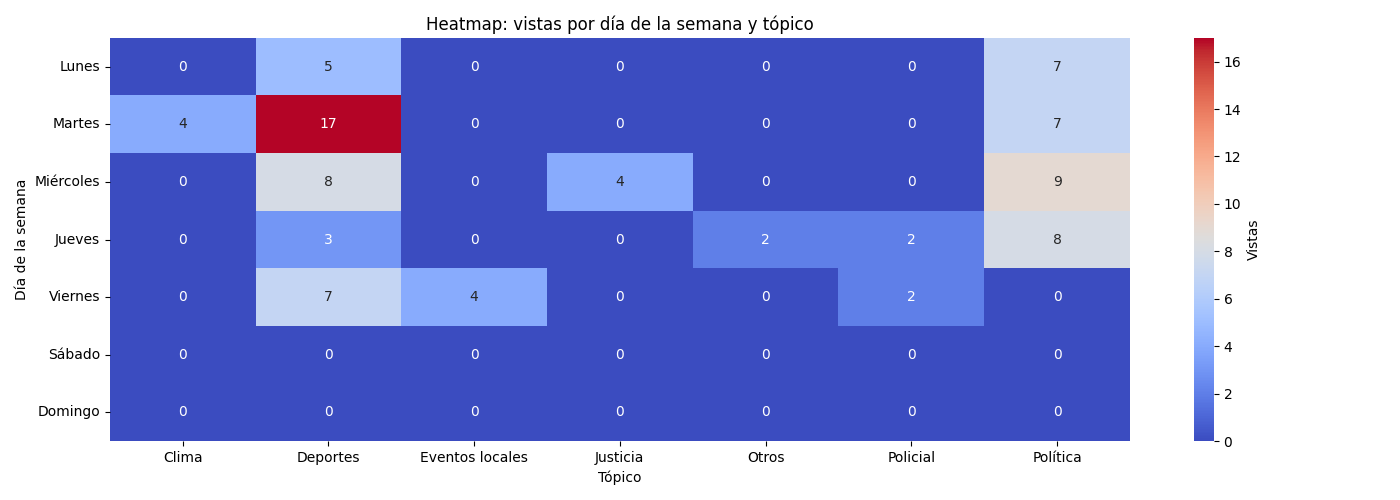 Heatmap: vistas por día de la semana y tópico
Día de la semana
Lunes 0 5 0 0 0 0 7
Martes 4 17 0 0 0 0 7
Miércoles 0 8 0 4 0 0 9
Jueves 0 3 0 0 2 2 8
Viernes 0 7 4 0 0 2 0
Sábado 0 0 0 0 0 0 0
Domingo 0 0 0 0 0 0 0
Clima Deportes Eventos locales Justicia Otros Policial Política
Tópico
16
14
12
10
8
6
4
2
0
Vistas